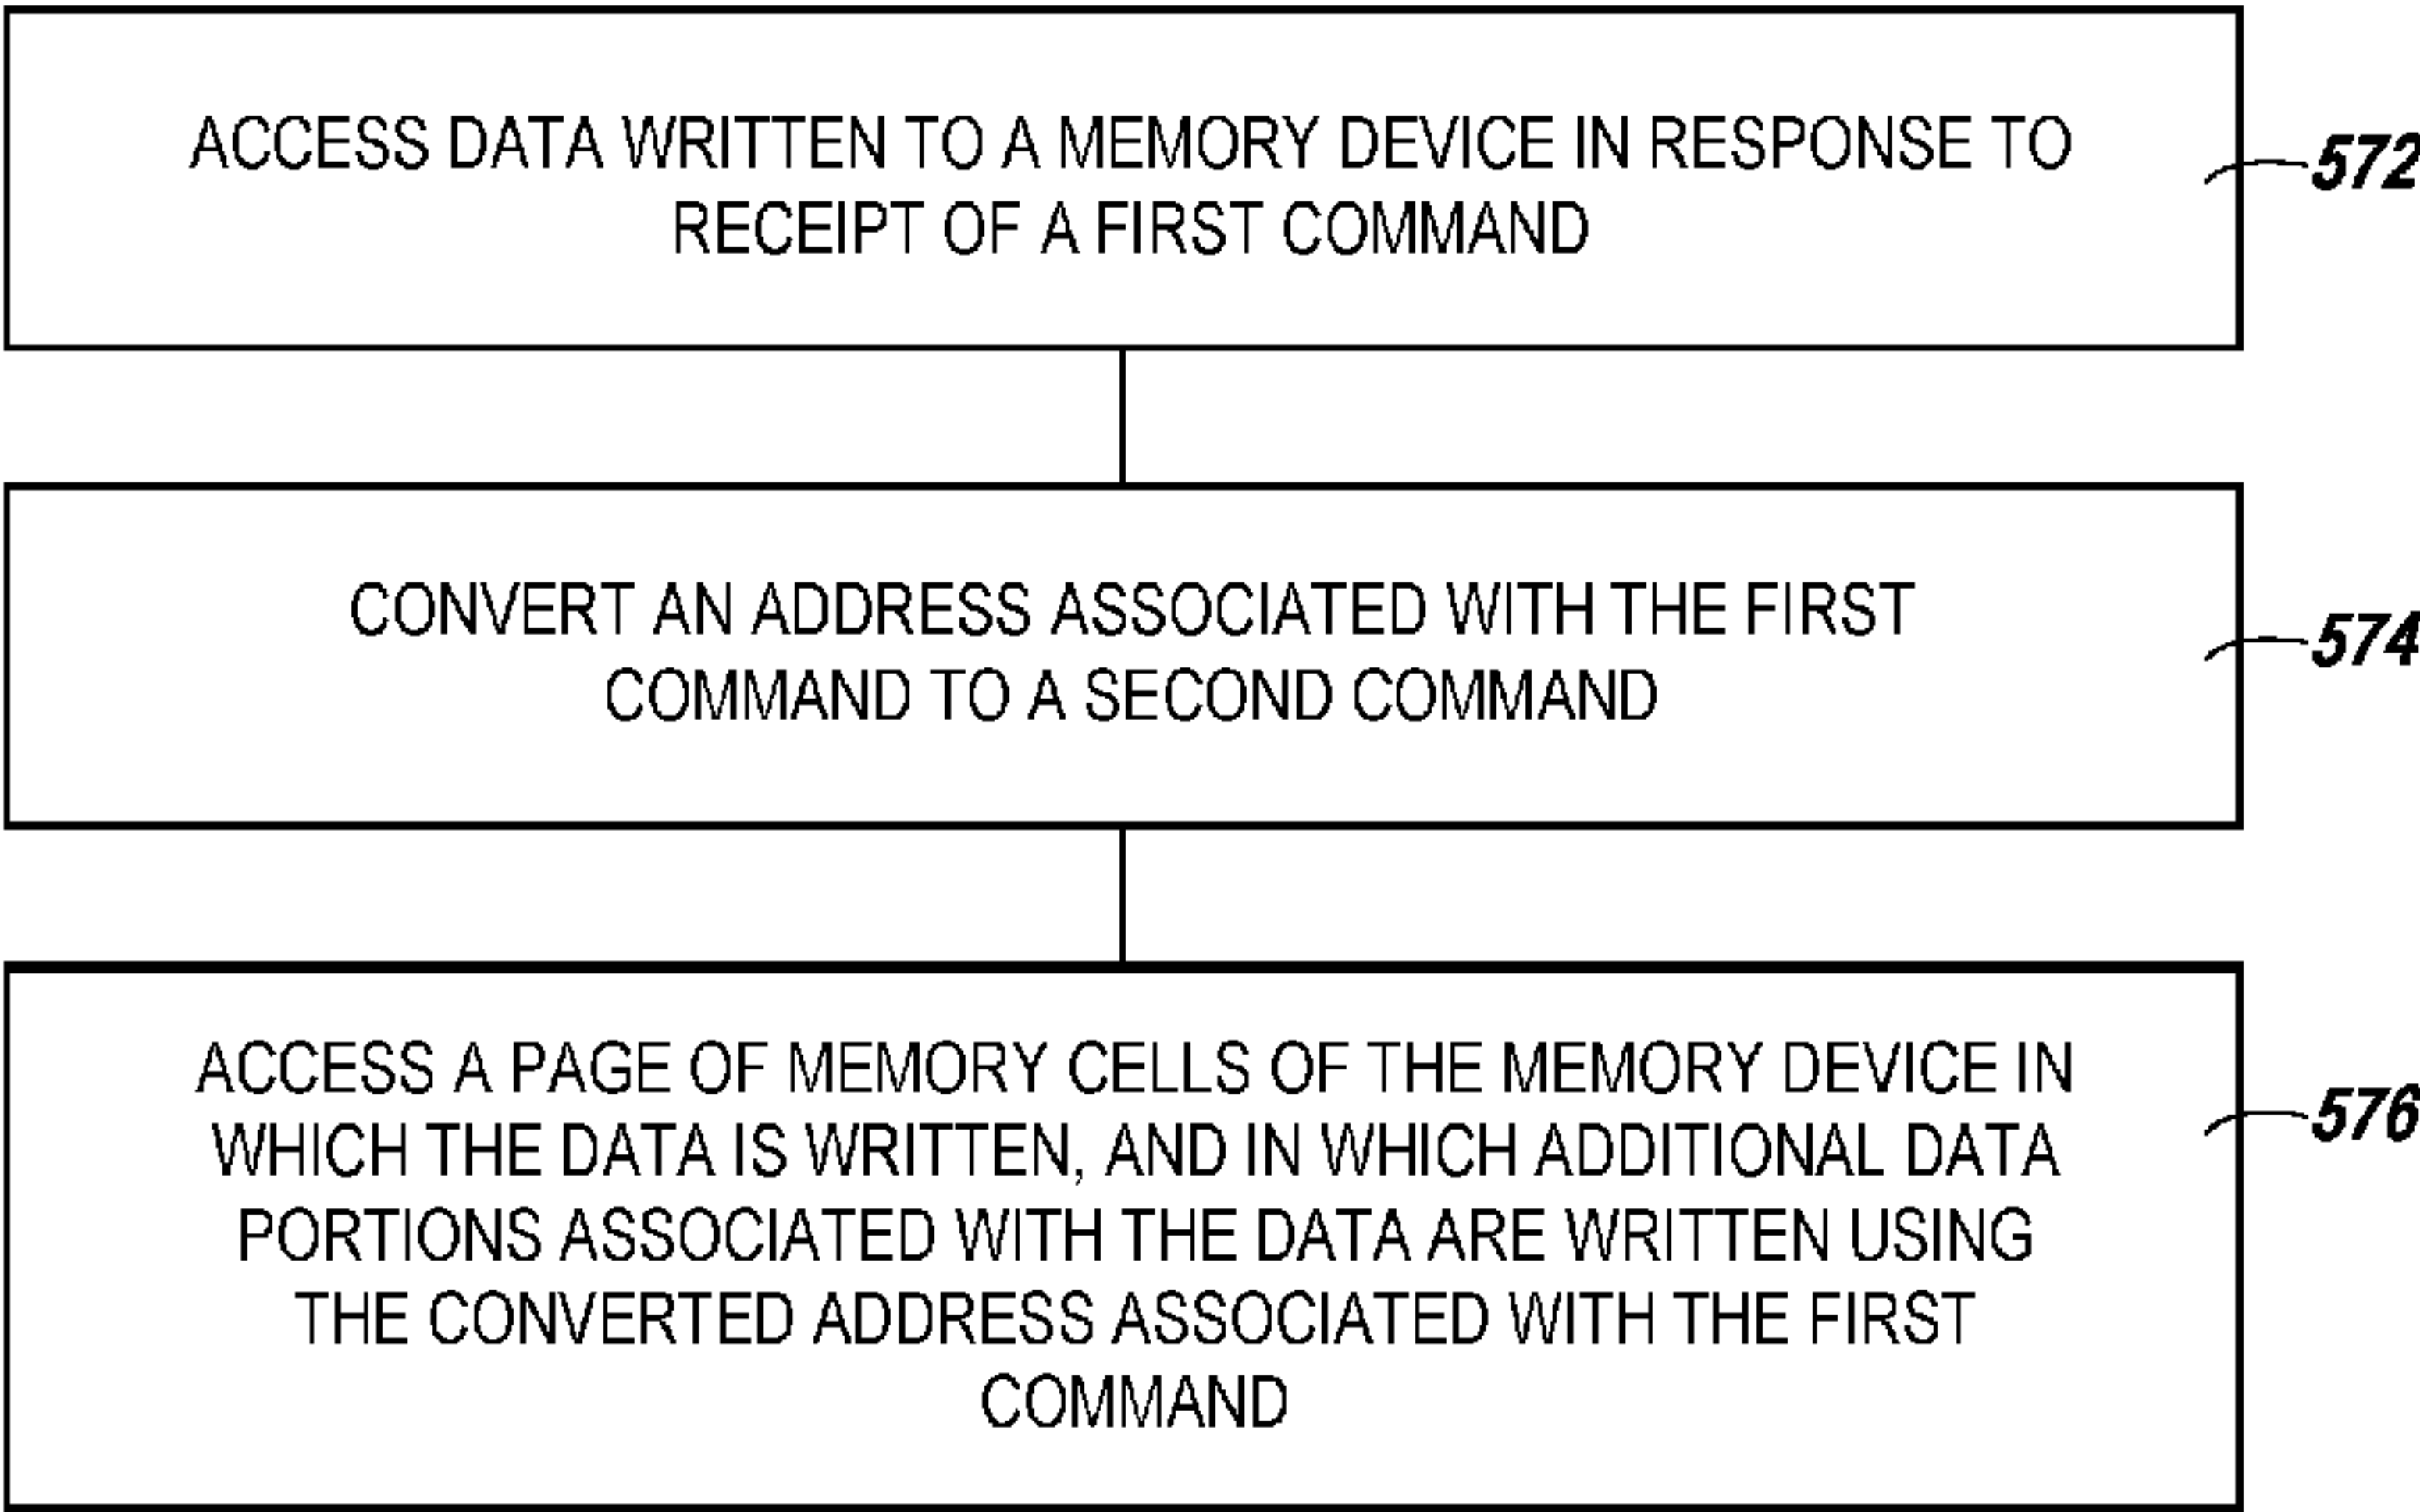 ACCESS DATA WRITTEN TO A MEMORY DEVICE IN RESPONSE TO
RECEIPT OF A FIRST COMMAND
572
CONVERT AN ADDRESS ASSOCIATED WITH THE FIRST
COMMAND TO A SECOND COMMAND
574
ACCESS A PAGE OF MEMORY CELLS OF THE MEMORY DEVICE IN
WHICH THE DATA IS WRITTEN, AND IN WHICH ADDITIONAL DATA
PORTIONS ASSOCIATED WITH THE DATA ARE WRITTEN USING
THE CONVERTED ADDRESS ASSOCIATED WITH THE FIRST
COMMAND
576